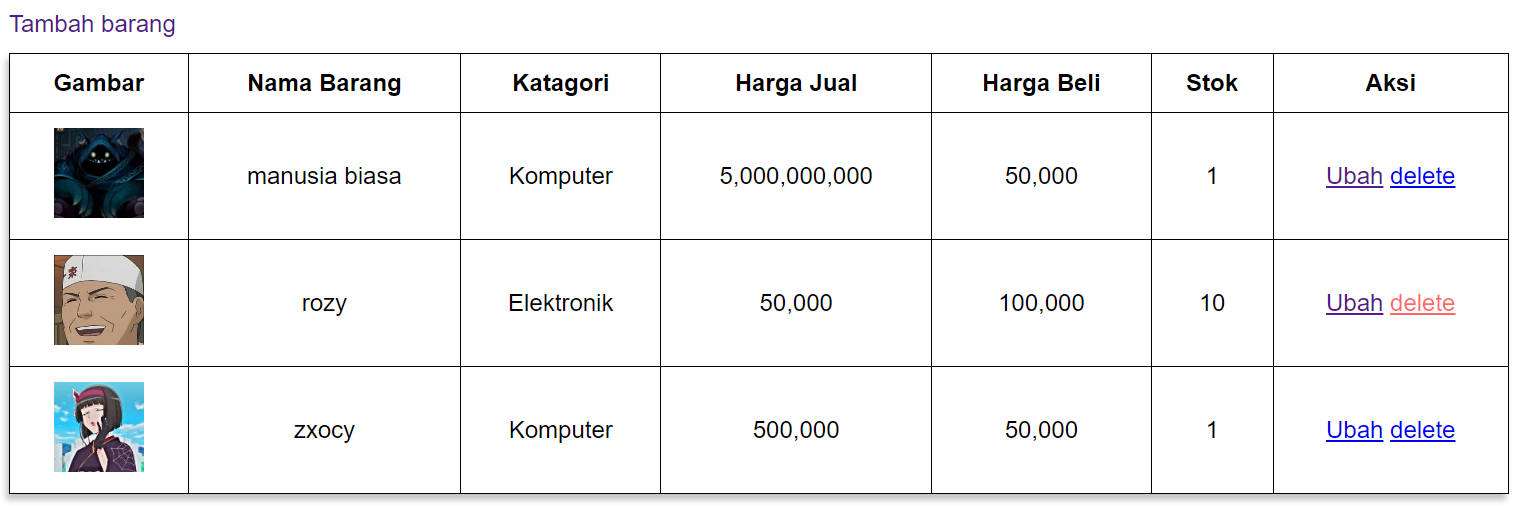 Tambah barang
Gambar Nama Barang Katagori Harga Jual Harga Beli Stok Aksi
manusia biasa Komputer 5,000,000,000 50,000 1 Ubah delete
rozy Elektronik 50,000 100,000 10 Ubah delete
zxocy Komputer 500,000 50,000 1 Ubah delete